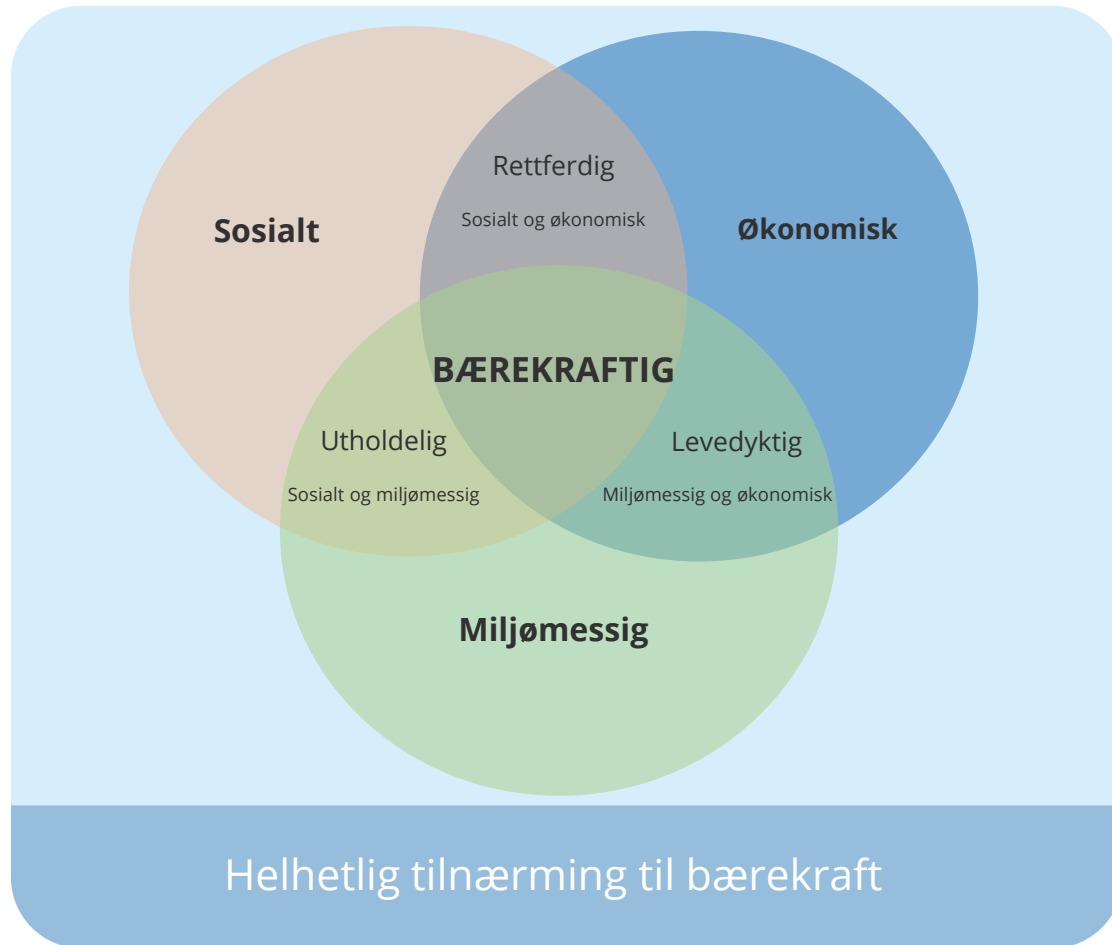 Rettferdig
Sosialt og økonomisk
Sosialt
Økonomisk
BÆREKRAFTIG
Utholdelig
Sosialt og miljømessig
Levedyktig
Miljømessig og økonomisk
Miljømessig
Helhetlig tilnærming til bærekraft